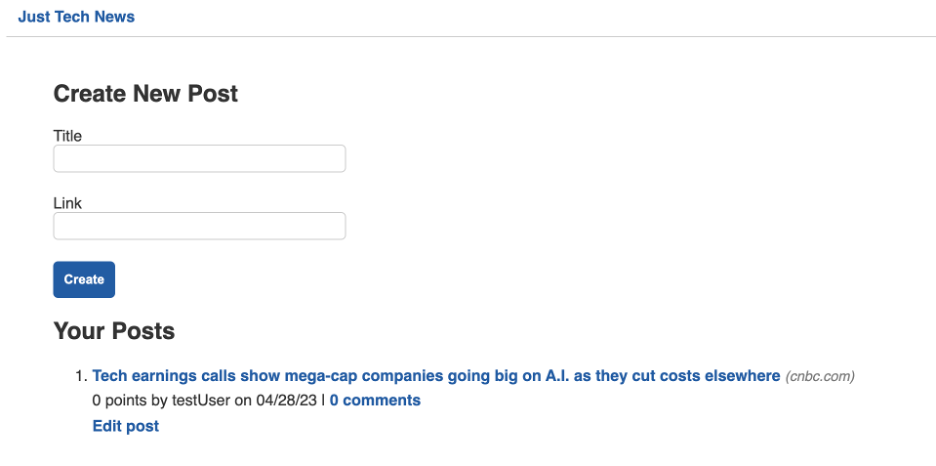 Just Tech News
Create New Post
Title
Link
Create
Your Posts
1. Tech earnings calls show mega-cap companies going big on A.I. as they cut costs elsewhere (cnbc.com)
0 points by testUser on 04/28/23 | 0 comments
Edit post